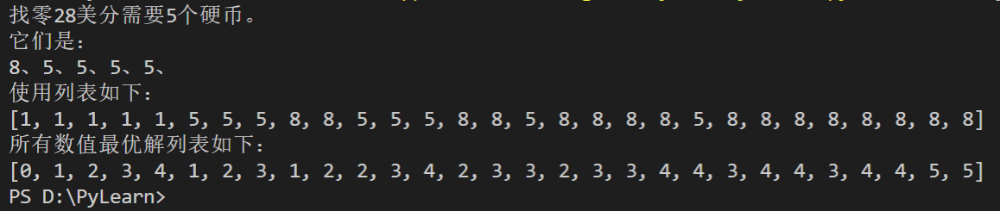 找零28美分需要5个硬币。
它们是：
8、5、5、5、5、
使用列表如下：
[1, 1, 1, 1, 1, 5, 5, 5, 8, 8, 5, 5, 5, 8, 8, 5, 8, 8, 8, 8, 5, 8, 8, 8, 8, 8, 8, 8, 8]
所有数值最优解列表如下：
[0, 1, 2, 3, 4, 1, 2, 3, 1, 2, 2, 3, 4, 2, 3, 3, 2, 3, 3, 4, 4, 3, 4, 4, 3, 4, 4, 5, 5]
PS D:\PyLearn>